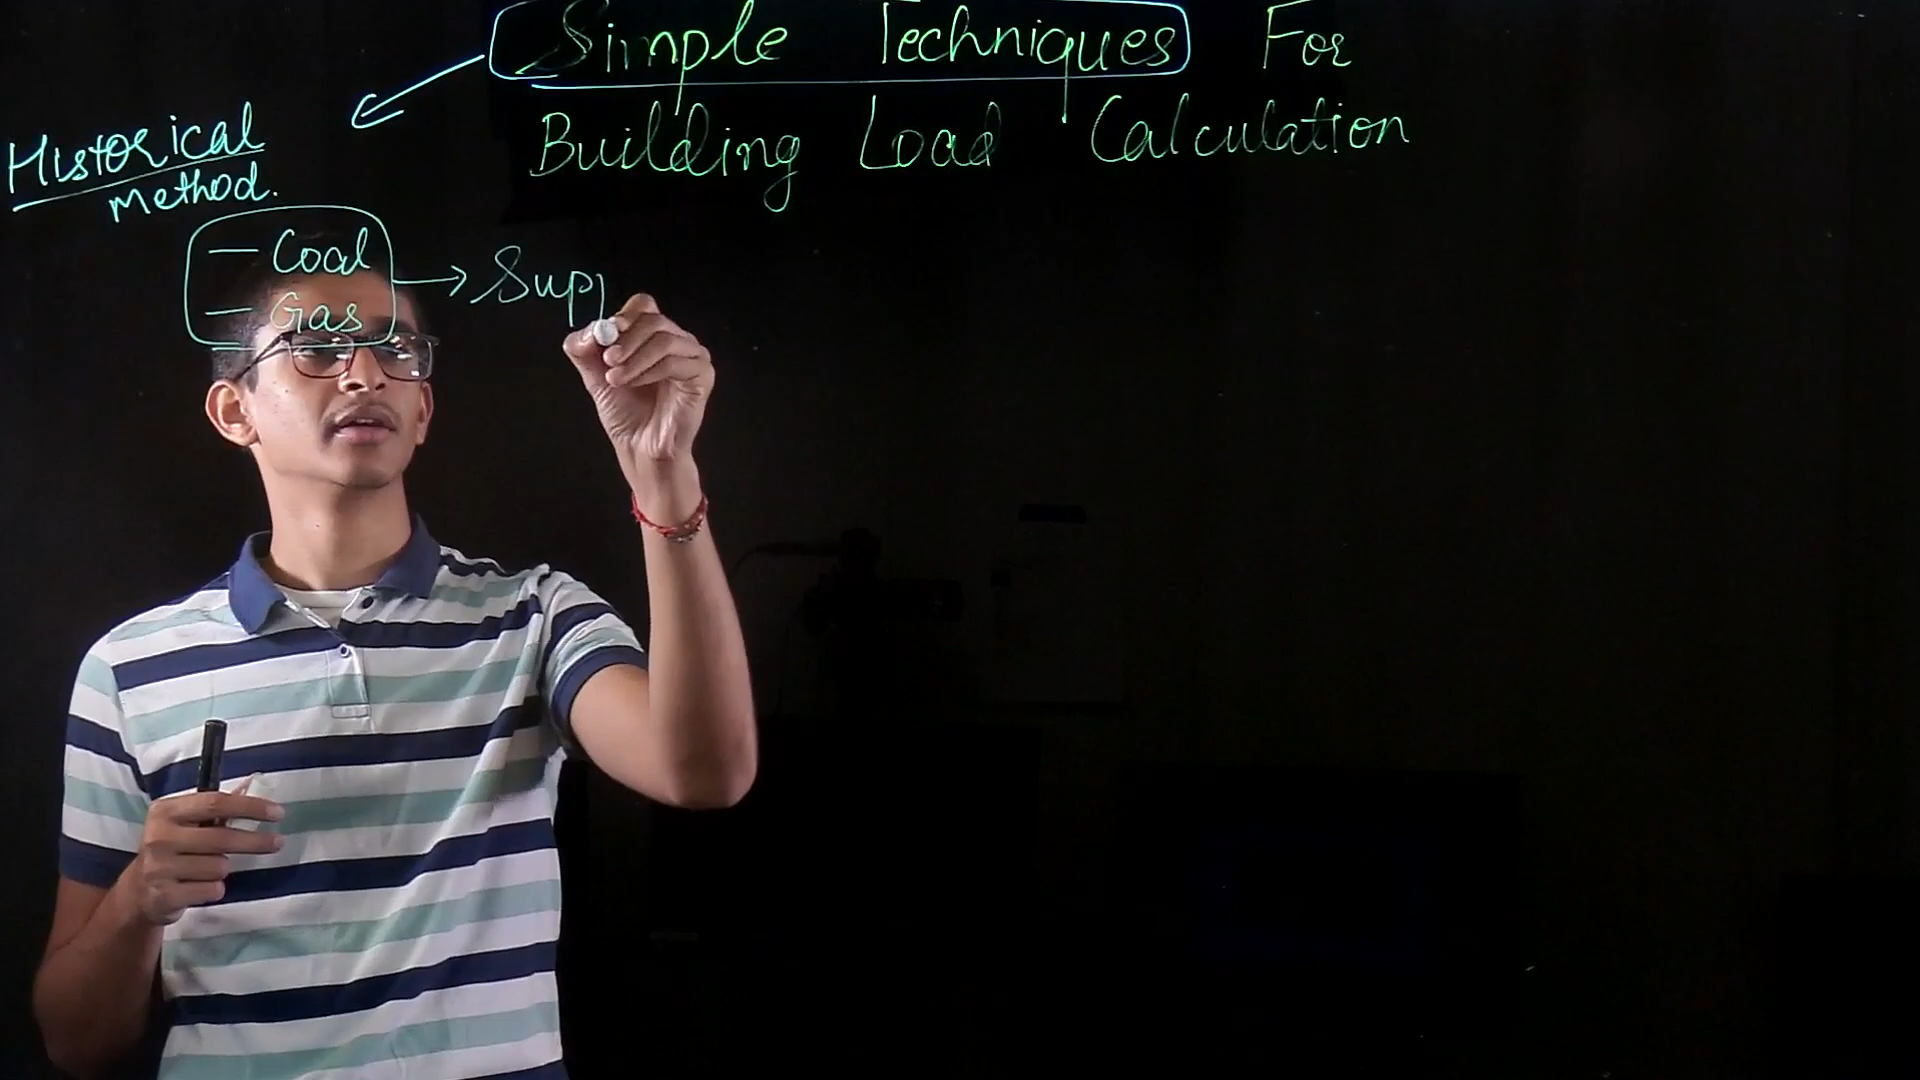 Simple Techniques For
Building Load Calculation
Historical
Method.
— Coal
— Gas
→ Sup